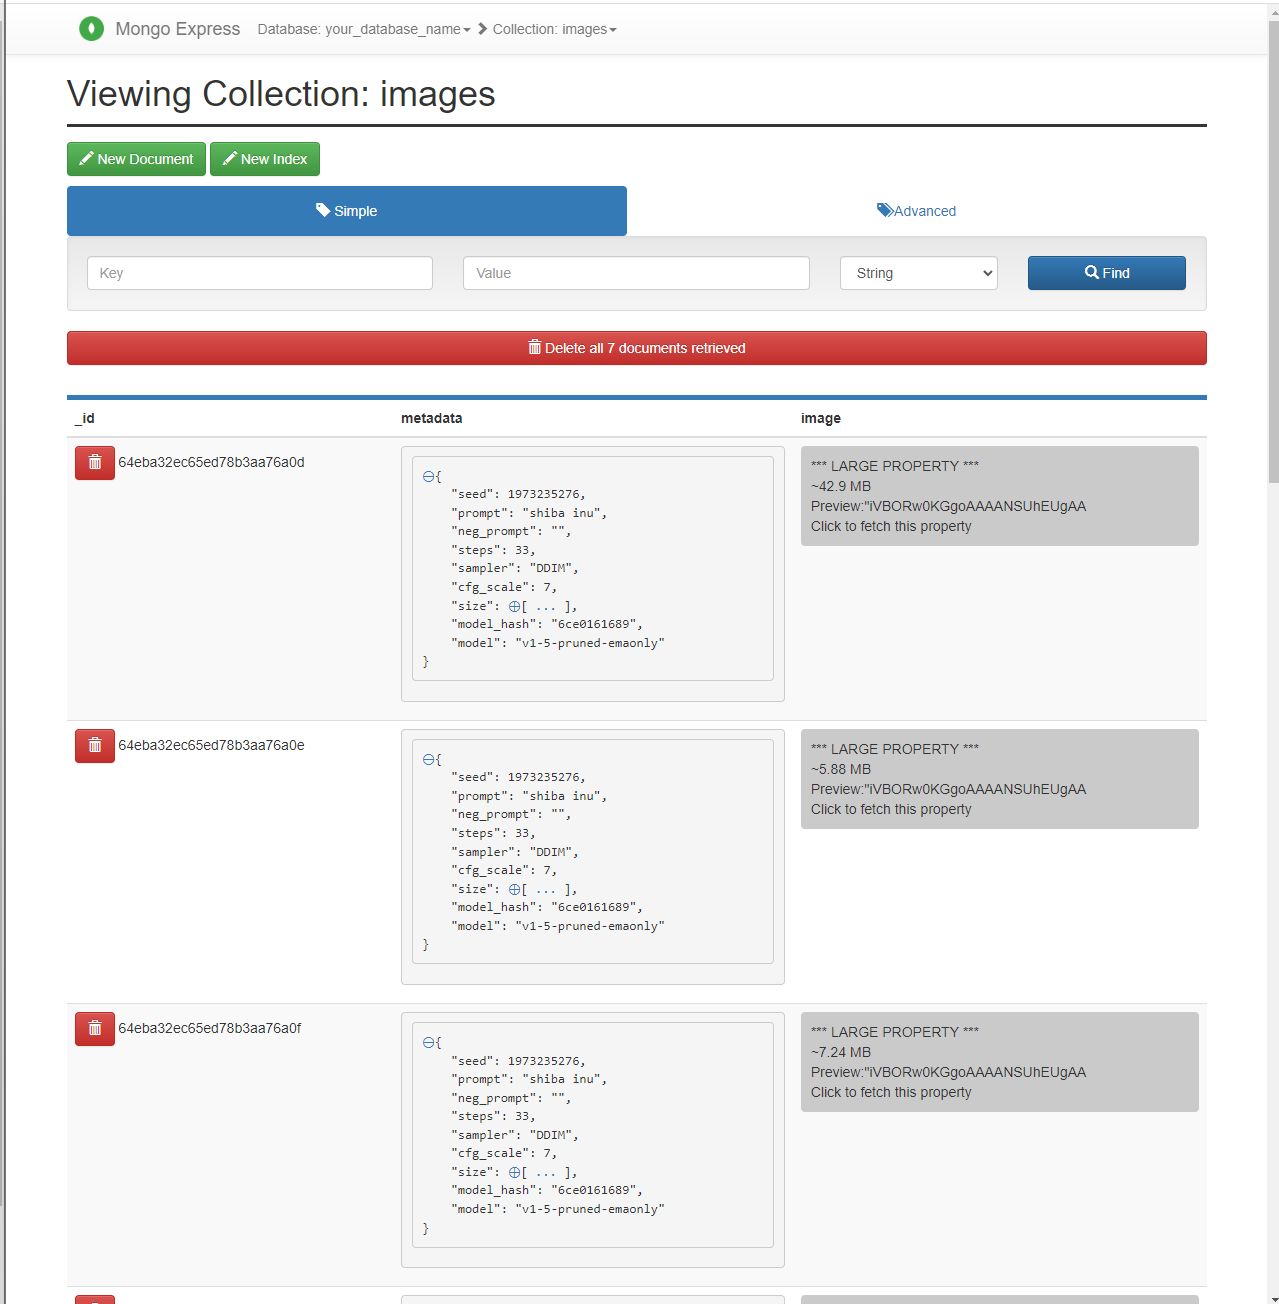 Mongo Express Database: your_database_name Collection: images
Viewing Collection: images
New Document New Index
Simple Advanced
Key Value String Find
Delete all 7 documents retrieved
_id metadata image
64eba32ec65ed78b3aa76a0d
{
"seed": 1973235276,
"prompt": "shiba inu",
"neg_prompt": "",
"steps": 33,
"sampler": "DDIM",
"cfg_scale": 7,
"size": [ ... ],
"model_hash": "6ce0161689",
"model": "v1-5-pruned-emaonly"
}
*** LARGE PROPERTY ***
~42.9 MB
Preview:"iVBORw0KGgoAAAANSUhEUgAA
Click to fetch this property
64eba32ec65ed78b3aa76a0e
{
"seed": 1973235276,
"prompt": "shiba inu",
"neg_prompt": "",
"steps": 33,
"sampler": "DDIM",
"cfg_scale": 7,
"size": [ ... ],
"model_hash": "6ce0161689",
"model": "v1-5-pruned-emaonly"
}
*** LARGE PROPERTY ***
~5.88 MB
Preview:"iVBORw0KGgoAAAANSUhEUgAA
Click to fetch this property
64eba32ec65ed78b3aa76a0f
{
"seed": 1973235276,
"prompt": "shiba inu",
"neg_prompt": "",
"steps": 33,
"sampler": "DDIM",
"cfg_scale": 7,
"size": [ ... ],
"model_hash": "6ce0161689",
"model": "v1-5-pruned-emaonly"
}
*** LARGE PROPERTY ***
~7.24 MB
Preview:"iVBORw0KGgoAAAANSUhEUgAA
Click to fetch this property